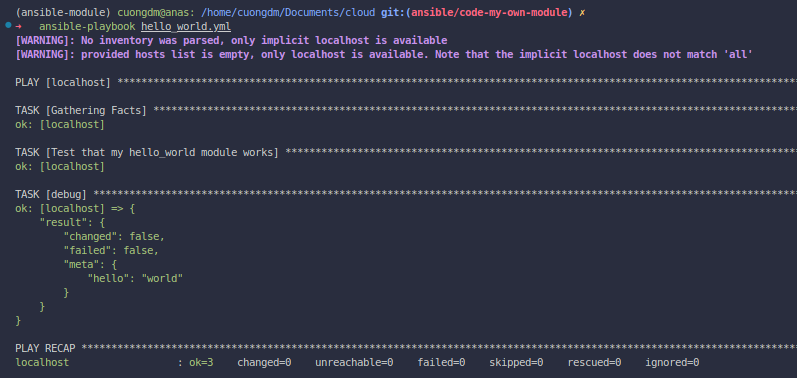 (ansible-module) cuongdm@anas: /home/cuongdm/Documents/cloud git:(ansible/code-my-own-module) ✗
→ ansible-playbook hello_world.yml
[WARNING]: No inventory was parsed, only implicit localhost is available
[WARNING]: provided hosts list is empty, only localhost is available. Note that the implicit localhost does not match 'all'
PLAY [localhost] ******************************************************************************************************************
TASK [Gathering Facts] ************************************************************************************************************
ok: [localhost]
TASK [Test that my hello_world module works] **************************************************************************************
ok: [localhost]
TASK [debug] **********************************************************************************************************************
ok: [localhost] => {
    "result": {
        "changed": false,
        "failed": false,
        "meta": {
            "hello": "world"
        }
    }
}
PLAY RECAP ************************************************************************************************************************
localhost                  : ok=3    changed=0    unreachable=0    failed=0    skipped=0    rescued=0    ignored=0